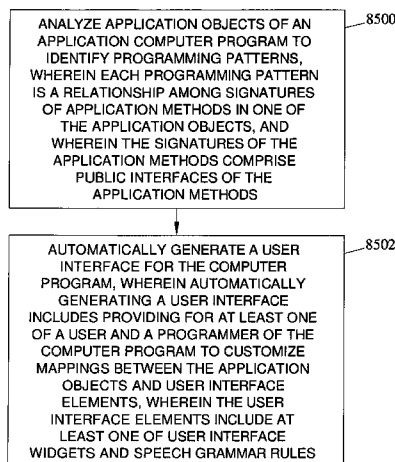 ANALYZE APPLICATION OBJECTS OF AN
APPLICATION COMPUTER PROGRAM TO
IDENTIFY PROGRAMMING PATTERNS,
WHEREIN EACH PROGRAMMING PATTERN
IS A RELATIONSHIP AMONG SIGNATURES
OF APPLICATION METHODS IN ONE OF
THE APPLICATION OBJECTS, AND
WHEREIN THE SIGNATURES OF THE
APPLICATION METHODS COMPRISE
PUBLIC INTERFACES OF THE
APPLICATION METHODS
8500
AUTOMATICALLY GENERATE A USER
INTERFACE FOR THE COMPUTER
PROGRAM, WHEREIN AUTOMATICALLY
GENERATING A USER INTERFACE
INCLUDES PROVIDING FOR AT LEAST ONE
OF A USER AND A PROGRAMMER OF THE
COMPUTER PROGRAM TO CUSTOMIZE
MAPPINGS BETWEEN THE APPLICATION
OBJECTS AND USER INTERFACE
ELEMENTS, WHEREIN THE USER
INTERFACE ELEMENTS INCLUDE AT
LEAST ONE OF USER INTERFACE
WIDGETS AND SPEECH GRAMMAR RULES
8502